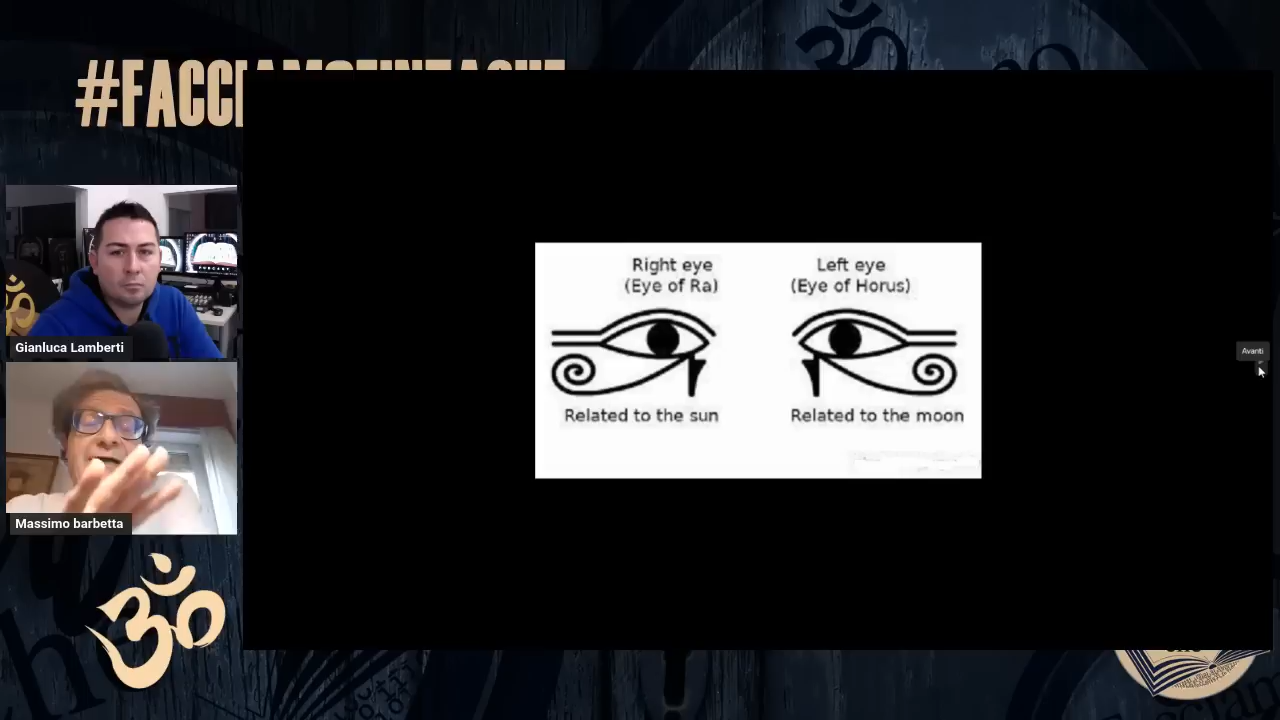 Right eye
(Eye of Ra)
Left eye
(Eye of Horus)
Related to the sun
Related to the moon
Gianluca Lamberti
Massimo barbetta
Avanti
ॐ